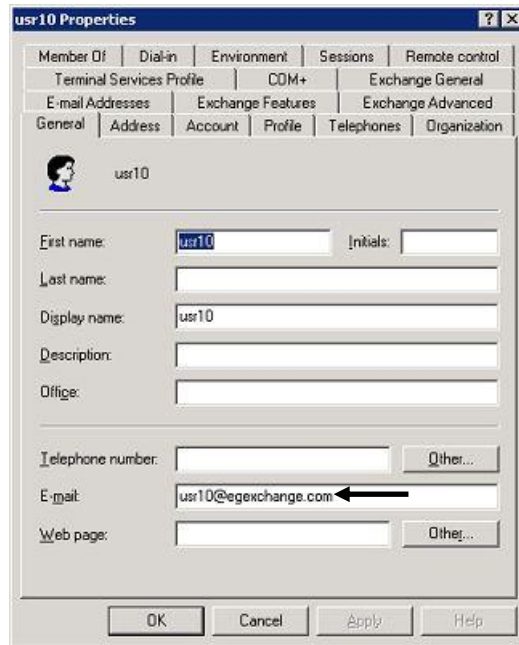 usr10 Properties
Member Of Dial-in Environment Sessions Remote control
Terminal Services Profile COM+ Exchange General
E-mail Addresses Exchange Features Exchange Advanced
General Address Account Profile Telephones Organization
usr10
First name: usr10 Initials:
Last name:
Display name: usr10
Description:
Office:
Telephone number: Other...
E-mail: usr10@egexchange.com
Web page: Other...
OK Cancel Apply Help